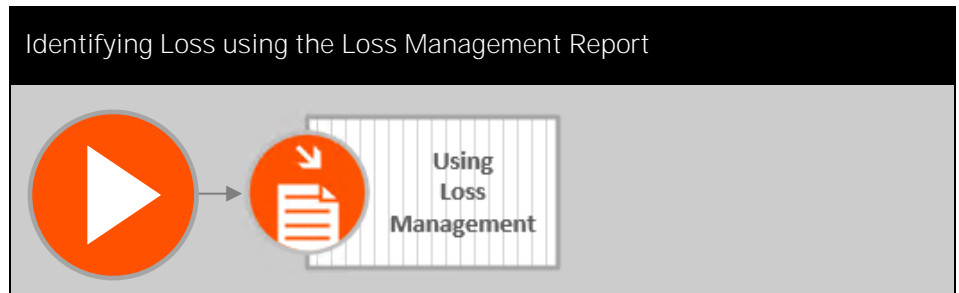 Identifying Loss using the Loss Management Report
Using
Loss
Management